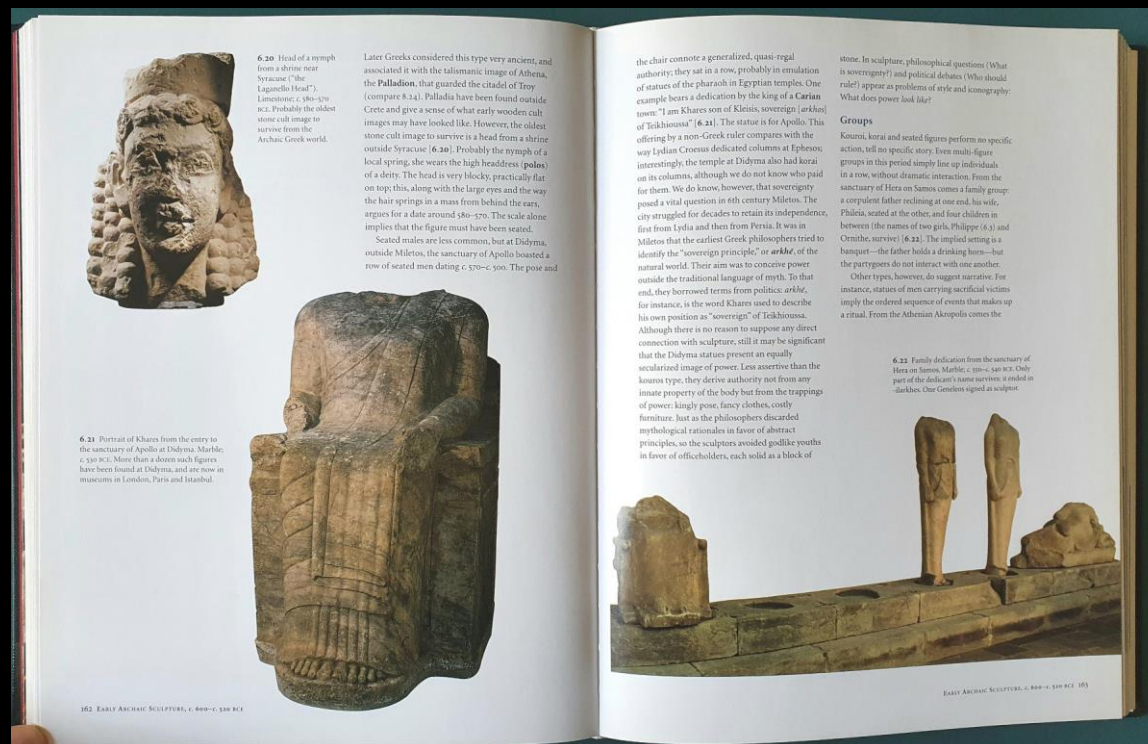 6.20 Head of a nymph
from a shrine near
Syracuse ("the
Laganello Head").
Limestone; c. 580–570
BCE. Probably the oldest
stone cult image to
survive from the
Archaic Greek world.
Later Greeks considered this type very ancient, and
associated it with the talismanic image of Athena,
the Palladion, that guarded the citadel of Troy
(compare 8.24). Palladia have been found outside
Crete and give a sense of what early wooden cult
images may have looked like. However, the oldest
stone cult image to survive is a head from a shrine
outside Syracuse [6.20]. Probably the nymph of a
local spring, she wears the high headdress (polos)
of a deity. The head is very blocky, practically flat
on top; this, along with the large eyes and the way
the hair springs in a mass from behind the ears,
argues for a date around 580–570. The scale alone
implies that the figure must have been seated.
Seated males are less common, but at Didyma,
outside Miletos, the sanctuary of Apollo boasted a
row of seated men dating c. 570–c. 500. The pose and
6.21 Portrait of Khares from the entry to
the sanctuary of Apollo at Didyma. Marble;
c. 530 BCE. More than a dozen such figures
have been found at Didyma, and are now in
museums in London, Paris and Istanbul.
162 EARLY ARCHAIC SCULPTURE, c. 600–c. 520 BCE
the chair connote a generalized, quasi-regal
authority; they sat in a row, probably in emulation
of statues of the pharaoh in Egyptian temples. One
example bears a dedication by the king of a Carian
town: "I am Khares son of Kleisis, sovereign [arkhos]
of Teikhioussa" [6.21]. The statue is for Apollo. This
offering by a non-Greek ruler compares with the
way Lydian Croesus dedicated columns at Ephesos;
interestingly, the temple at Didyma also had korai
on its columns, although we do not know who paid
for them. We do know, however, that sovereignty
posed a vital question in 6th century Miletos. The
city struggled for decades to retain its independence,
first from Lydia and then from Persia. It was in
Miletos that the earliest Greek philosophers tried to
identify the "sovereign principle," or arkhé, of the
natural world. Their aim was to conceive power
outside the traditional language of myth. To that
end, they borrowed terms from politics: arkhé,
for instance, is the word Khares used to describe
his own position as "sovereign" of Teikhioussa.
Although there is no reason to suppose any direct
connection with sculpture, still it may be significant
that the Didyma statues present an equally
secularized image of power. Less assertive than the
kouros type, they derive authority not from any
innate property of the body but from the trappings
of power: kingly pose, fancy clothes, costly
furniture. Just as the philosophers discarded
mythological rationales in favor of abstract
principles, so the sculptors avoided godlike youths
in favor of officeholders, each solid as a block of
stone. In sculpture, philosophical questions (What
is sovereignty?) and political debates (Who should
rule?) appear as problems of style and iconography:
What does power look like?
Groups
Kouroi, korai and seated figures perform no specific
action, tell no specific story. Even multi-figure
groups in this period simply line up individuals
in a row, without dramatic interaction. From the
sanctuary of Hera on Samos comes a family group:
a corpulent father reclining at one end, his wife,
Phileia, seated at the other, and four children in
between (the names of two girls, Philippe (6.3) and
Ornithe, survive) [6.22]. The implied setting is a
banquet—the father holds a drinking horn—but
the partygoers do not interact with one another.
Other types, however, do suggest narrative. For
instance, statues of men carrying sacrificial victims
imply the ordered sequence of events that makes up
a ritual. From the Athenian Akropolis comes the
6.22 Family dedication from the sanctuary of
Hera on Samos. Marble; c. 550–c. 540 BCE. Only
part of the dedicant's name survives: it ended in
-ilarkhes. One Geneleos signed as sculptor.
EARLY ARCHAIC SCULPTURE, c. 600–c. 520 BCE 163